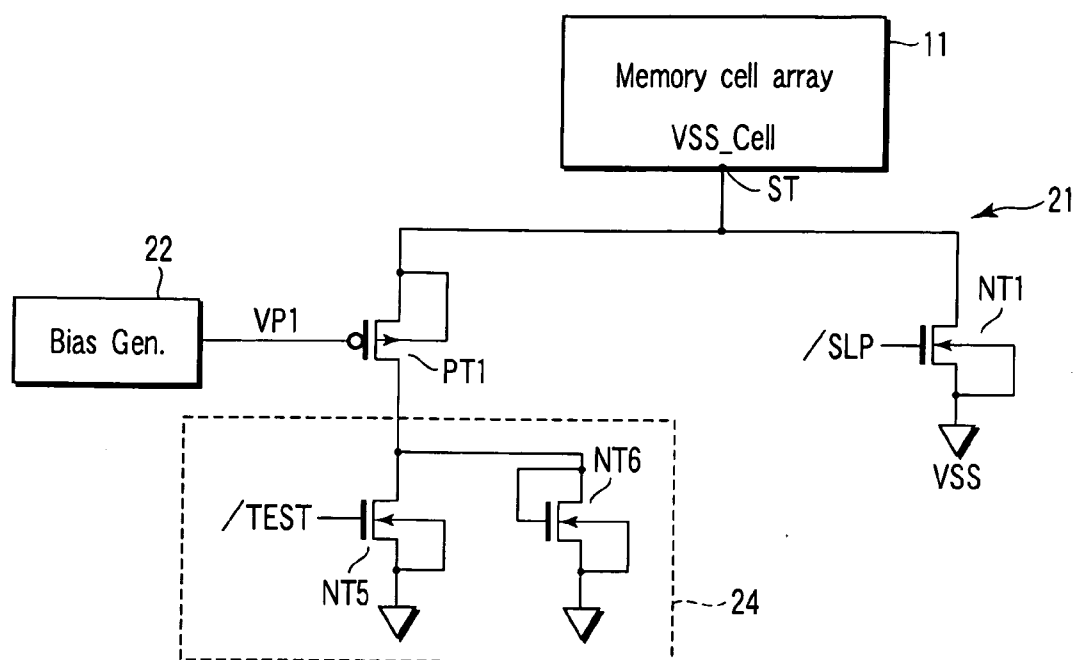 11
Memory cell array
VSS_Cell
ST
21
22
Bias Gen.
VP1
PT1
NT1
/SLP
VSS
NT6
/TEST
NT5
24